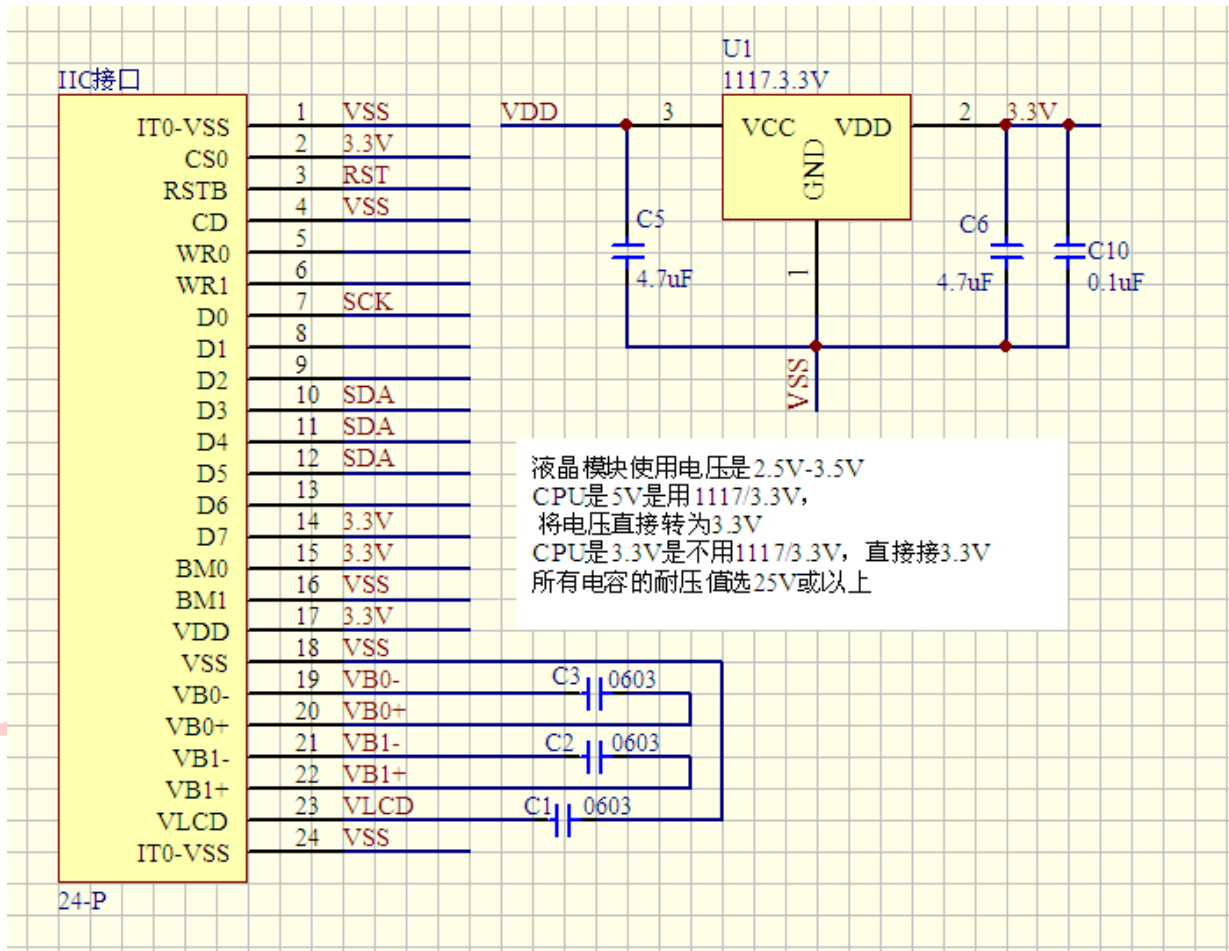 IIC接口
IT0-VSS 1 VSS
CS0 2 3.3V
RSTB 3 RST
CD 4 VSS
WR0 5
WR1 6
D0 7 SCK
D1 8
D2 9
D3 10 SDA
D4 11 SDA
D5 12 SDA
D6 13
D7 14 3.3V
BM0 15 3.3V
BM1 16 VSS
VDD 17 3.3V
VSS 18 VSS
VB0- 19 VB0-
VB0+ 20 VB0+
VB1- 21 VB1-
VB1+ 22 VB1+
VLCD 23 VLCD
IT0-VSS 24 VSS
24-P
C3 0603
C2 0603
C1 0603
U1
1117.3.3V
VDD 3 VCC VDD 2 3.3V
GND
1
C5
4.7uF
C6
4.7uF
C10
0.1uF
VSS
液晶模块使用电压是2.5V-3.5V
CPU是5V是用1117/3.3V，
将电压直接转为3.3V
CPU是3.3V是不用1117/3.3V，直接接3.3V
所有电容的耐压值选25V或以上